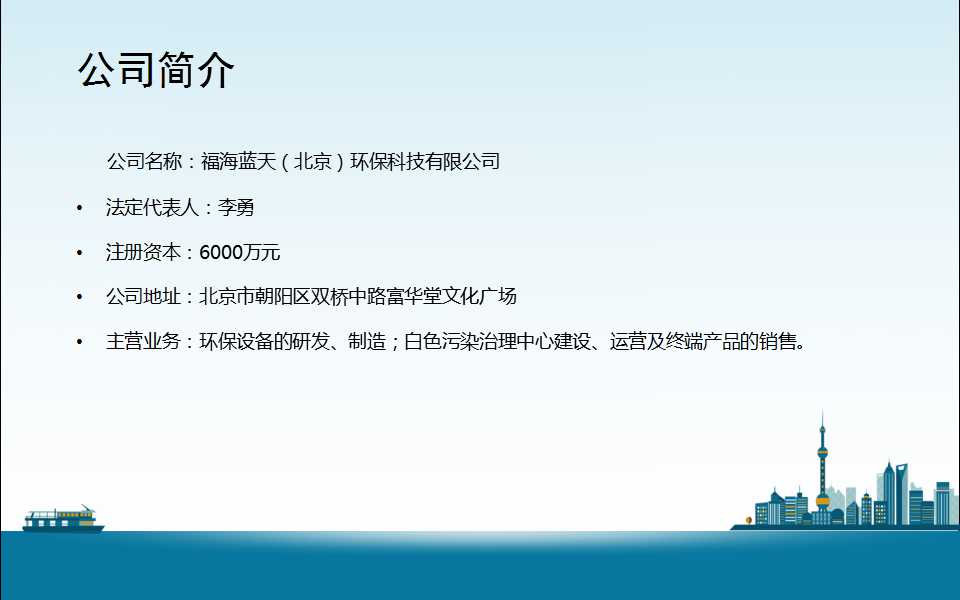 公司简介
公司名称：福海蓝天（北京）环保科技有限公司
• 法定代表人：李勇
• 注册资本：6000万元
• 公司地址：北京市朝阳区双桥中路富华堂文化广场
• 主营业务：环保设备的研发、制造；白色污染治理中心建设、运营及终端产品的销售。